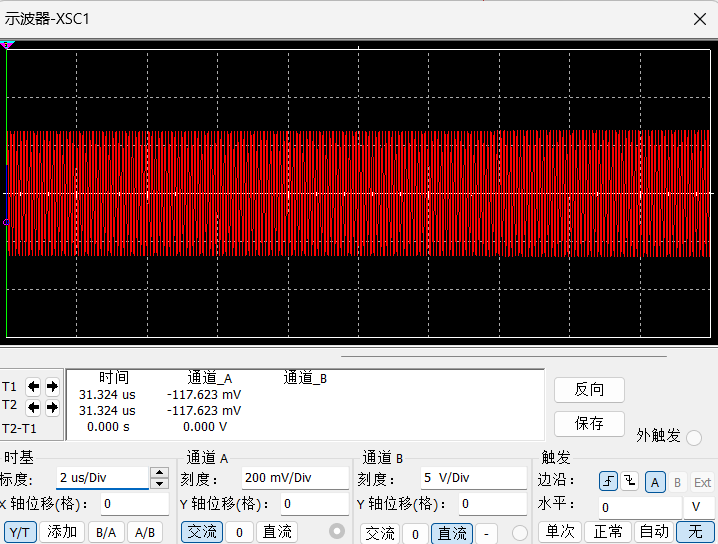 示波器-XSC1
时间 通道_A 通道_B
T1 31.324 us -117.623 mV
T2 31.324 us -117.623 mV
T2-T1 0.000 s 0.000 V
反向
保存
外触发
时基
标度: 2 us/Div
X 轴位移(格): 0
Y/T 添加 B/A A/B
通道 A
刻度: 200 mV/Div
Y 轴位移(格): 0
交流 0 直流
通道 B
刻度: 5 V/Div
Y 轴位移(格): 0
交流 0 直流 -
触发
边沿: A B Ext
水平: 0 V
单次 正常 自动 无